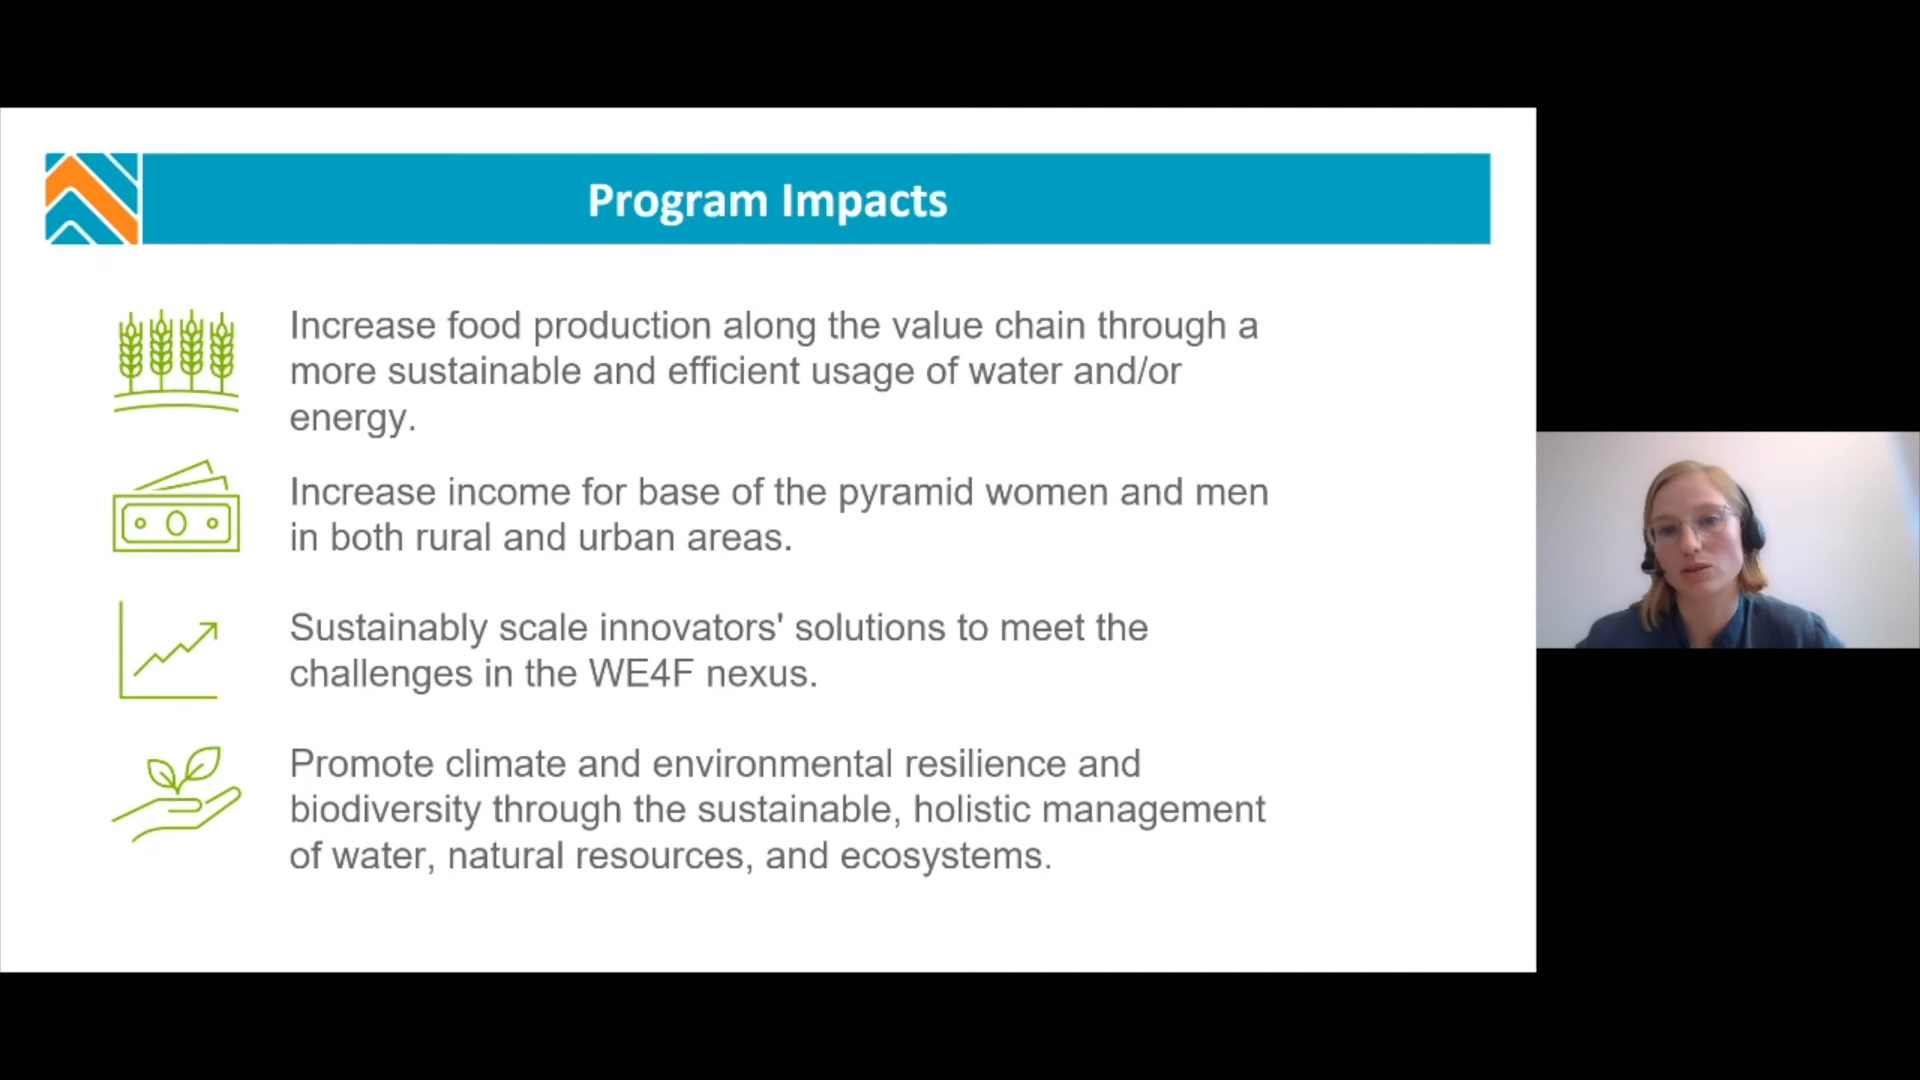 Program Impacts
Increase food production along the value chain through a
more sustainable and efficient usage of water and/or
energy.
Increase income for base of the pyramid women and men
in both rural and urban areas.
Sustainably scale innovators' solutions to meet the
challenges in the WE4F nexus.
Promote climate and environmental resilience and
biodiversity through the sustainable, holistic management
of water, natural resources, and ecosystems.